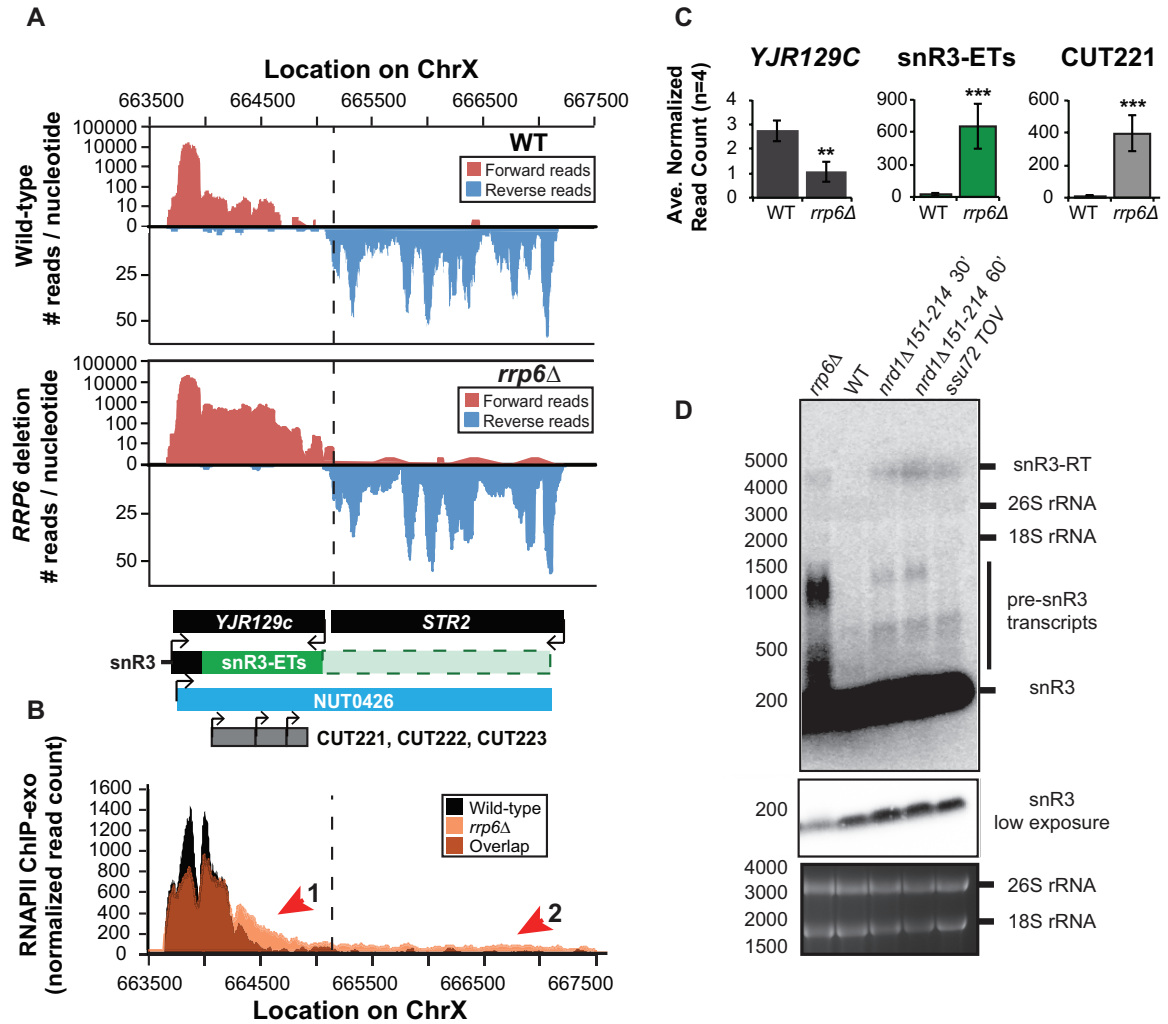 A
Location on ChrX
663500 664500 665500 666500 667500
Wild-type
# reads / nucleotide
100000
10000
1000
100
10
0
25
50
WT
Forward reads
Reverse reads
RRP6 deletion
# reads / nucleotide
100000
10000
1000
100
10
0
25
50
rrp6Δ
Forward reads
Reverse reads
YJR129c
STR2
snR3
snR3-ETs
NUT0426
CUT221, CUT222, CUT223
B
RNAPII ChIP-exo
(normalized read count)
1600
1400
1200
1000
800
600
400
200
0
Wild-type
rrp6Δ
Overlap
1
2
663500 664500 665500 666500 667500
Location on ChrX
C
Ave. Normalized
Read Count (n=4)
YJR129C
4
3
2
1
0
**
WT rrp6Δ
snR3-ETs
900
600
300
0
***
WT rrp6Δ
CUT221
600
400
200
0
***
WT rrp6Δ
D
rrp6Δ
WT
nrd1Δ151-214 30'
nrd1Δ151-214 60'
ssu72 TOV
5000
4000
3000
2000
1500
1000
500
200
snR3-RT
26S rRNA
18S rRNA
pre-snR3
transcripts
snR3
200
snR3
low exposure
4000
3000
2000
1500
26S rRNA
18S rRNA